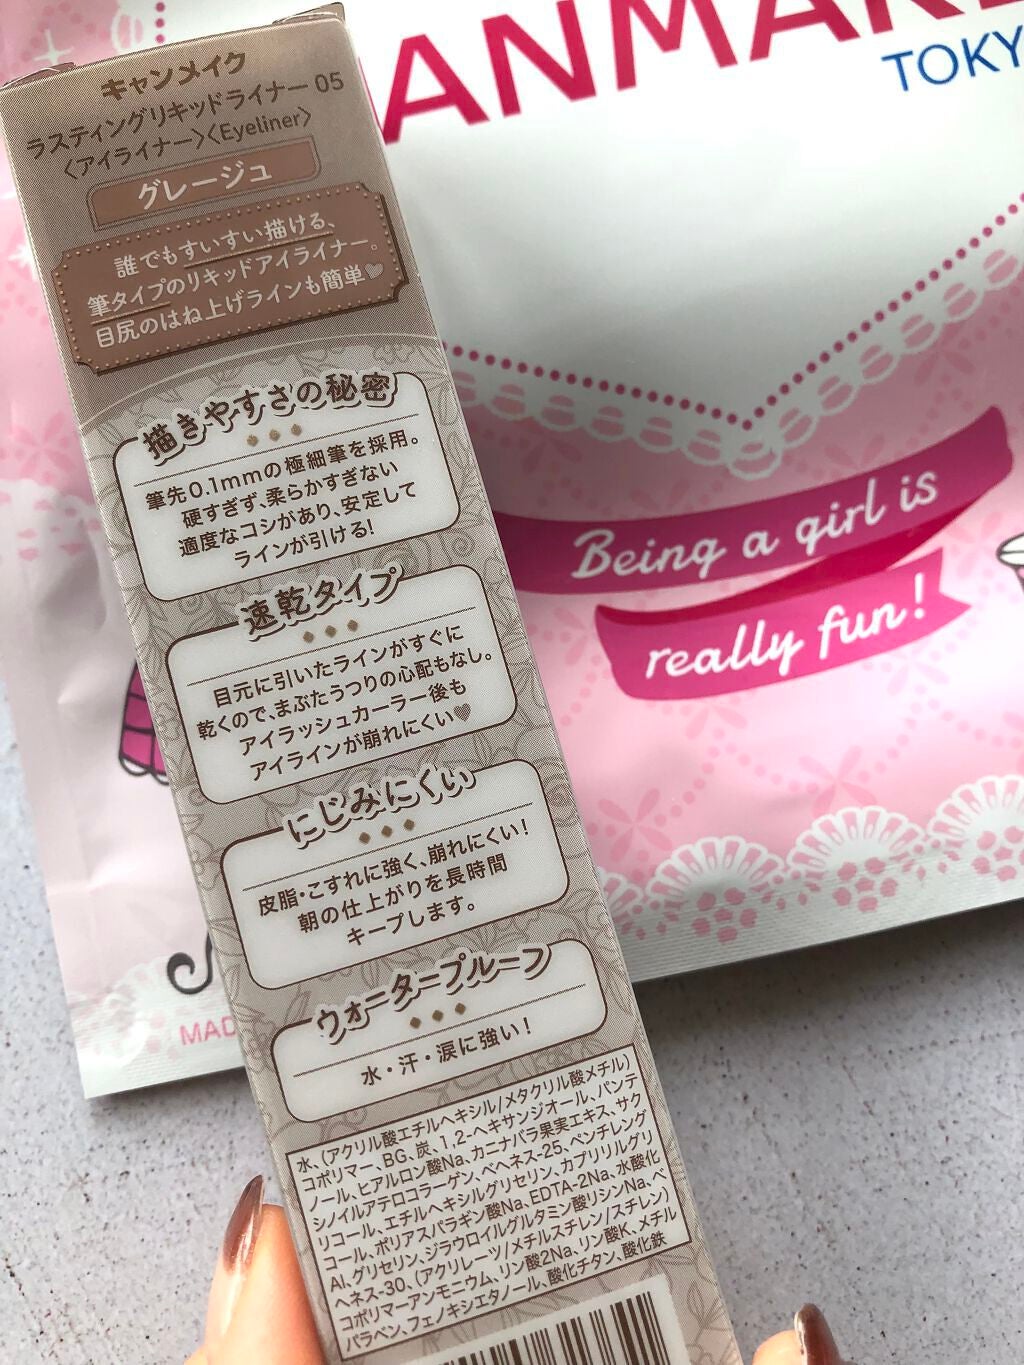 キャンメイク
ラスティングリキッドライナー 05
〈アイライナー〉〈Eyeliner〉
グレージュ
誰でもすいすい描ける、
筆タイプのリキッドアイライナー。
目尻のはね上げラインも簡単♥
描きやすさの秘密
筆先0.1mmの極細筆を採用。
硬すぎず、柔らかすぎない
適度なコシがあり、安定して
ラインが引ける!
速乾タイプ
目元に引いたラインがすぐに
乾くので、まぶたうつりの心配もなし。
アイラッシュカーラー後も
アイラインが崩れにくい♥
にじみにくい
皮脂・こすれに強く、崩れにくい!
朝の仕上がりを長時間
キープします。
ウォータープルーフ
水・汗・涙に強い!
水、(アクリル酸エチルヘキシル/メタクリル酸メチル)
コポリマー、BG、炭、1,2-ヘキサンジオール、パンテ
ノール、ヒアルロン酸Na、カニナバラ果実エキス、サク
シノイルアテロコラーゲン、ベヘネス-25、ペンチレング
リコール、エチルヘキシルグリセリン、カプリリルグリ
コール、ポリアスパラギン酸Na、EDTA-2Na、水酸化
Al、グリセリン、ジラウロイルグルタミン酸リシンNa、ベ
ヘネス-30、(アクリレーツ/メチルスチレン/スチレン)
コポリマーアンモニウム、リン酸2Na、リン酸K、メチル
パラベン、フェノキシエタノール、酸化チタン、酸化鉄
ANMAKE
TOKY
Being a girl is
really fun!
MAD